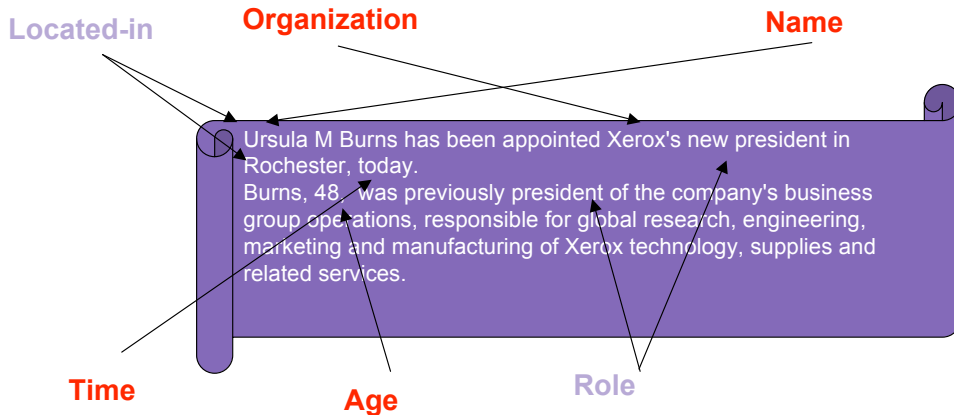 Located-in
Organization
Name
Ursula M Burns has been appointed Xerox's new president in
Rochester, today.
Burns, 48,  was previously president of the company's business
group operations, responsible for global research, engineering,
marketing and manufacturing of Xerox technology, supplies and
related services.
Time
Age
Role